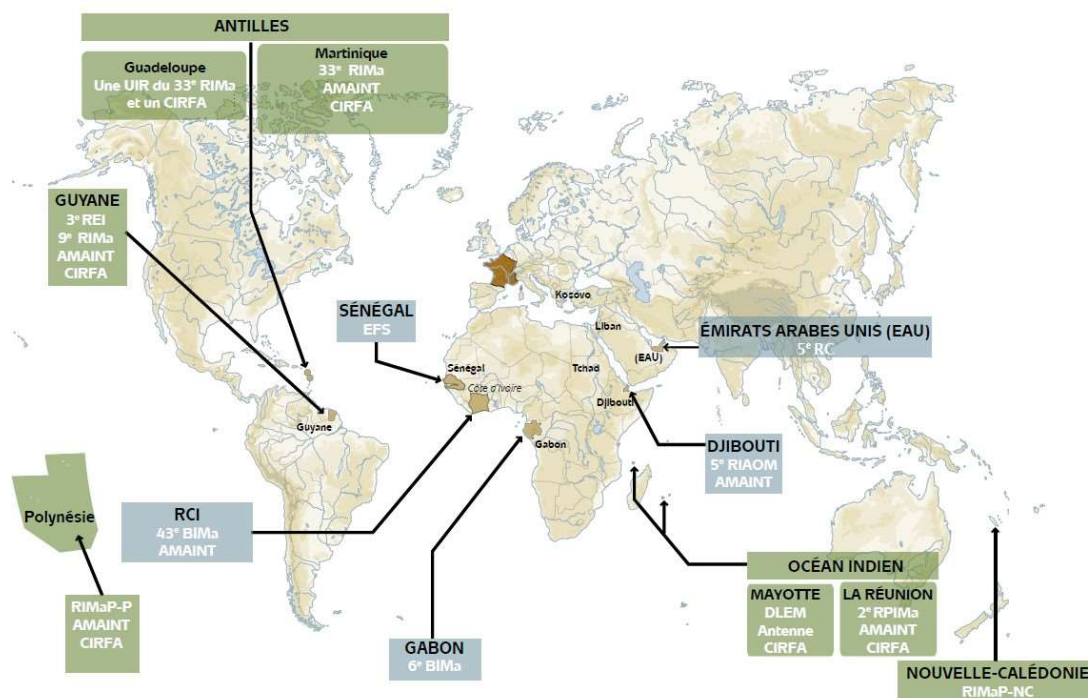 ANTILLES
Guadeloupe
Une UIR du 33e RIMa
et un CIRFA
Martinique
33e RIMa
AMAINT
CIRFA
GUYANE
3e REI
9e RIMa
AMAINT
CIRFA
Kosovo
SÉNÉGAL
EFS
Liban
ÉMIRATS ARABES UNIS (EAU)
5e RC
(EAU)
Sénégal
Tchad
Côte d'Ivoire
Djibouti
Guyane
Gabon
DJIBOUTI
5e RIAOM
AMAINT
Polynésie
RCI
43e BIMa
AMAINT
OCÉAN INDIEN
MAYOTTE
DLEM
Antenne
CIRFA
LA RÉUNION
2e RPIMa
AMAINT
CIRFA
RIMaP-P
AMAINT
CIRFA
GABON
6e BIMa
NOUVELLE-CALÉDONIE
RIMaP-NC